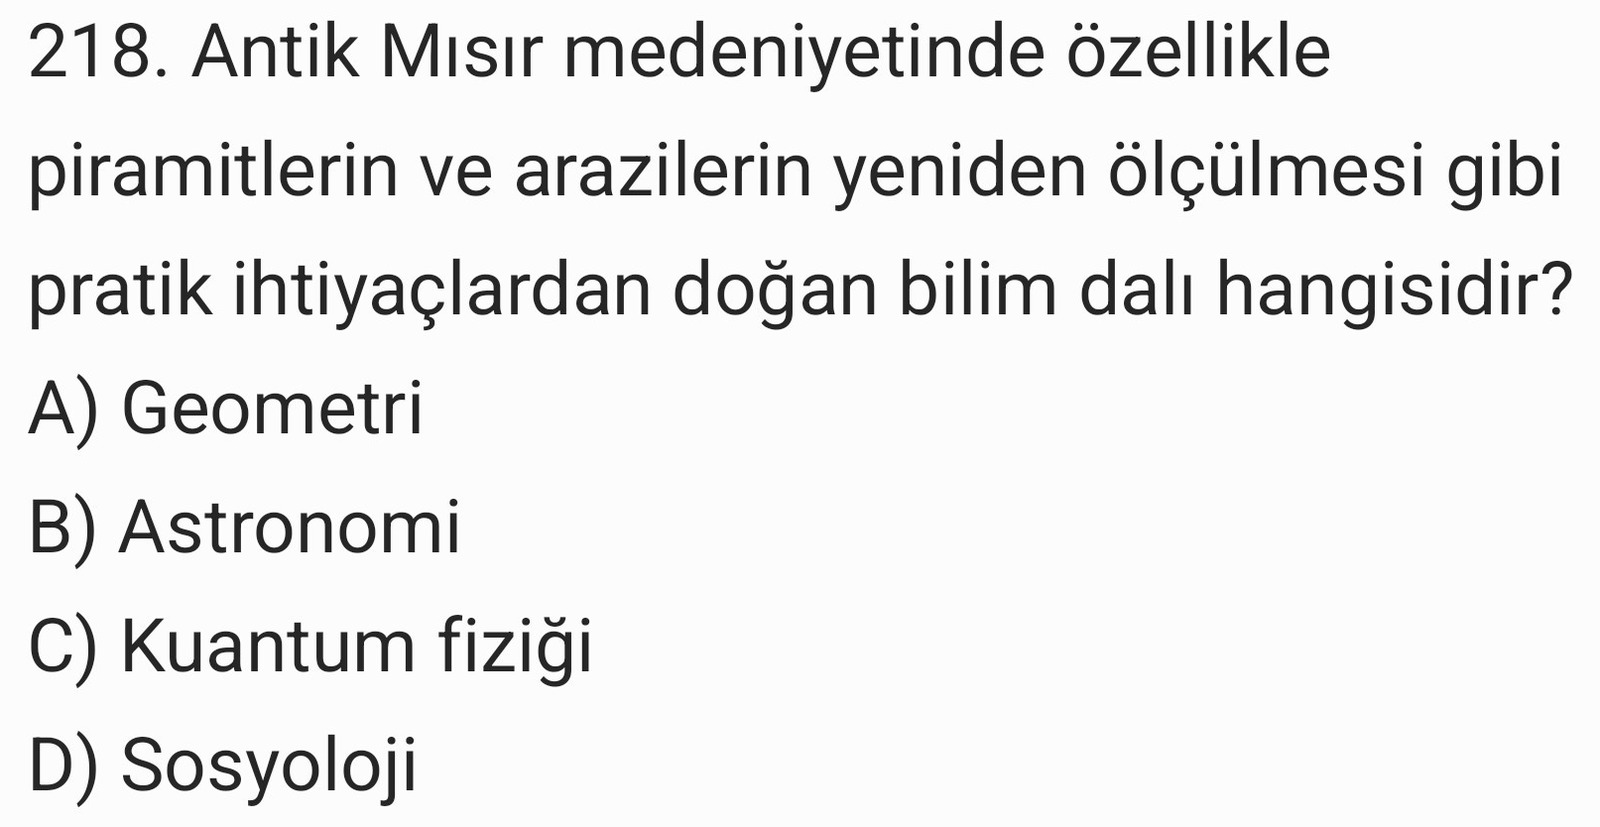 218. Antik Mısır medeniyetinde özellikle
piramitlerin ve arazilerin yeniden ölçülmesi gibi
pratik ihtiyaçlardan doğan bilim dalı hangisidir?
A) Geometri
B) Astronomi
C) Kuantum fiziği
D) Sosyoloji